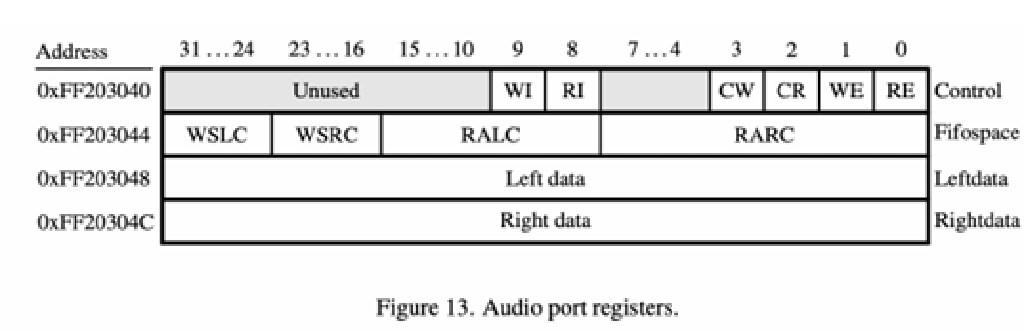 Address 31 ... 24 23 ... 16 15 ... 10 9 8 7 ... 4 3 2 1 0
0xFF203040 Unused WI RI CW CR WE RE Control
0xFF203044 WSLC WSRC RALC RARC Fifospace
0xFF203048 Left data Leftdata
0xFF20304C Right data Rightdata
Figure 13. Audio port registers.